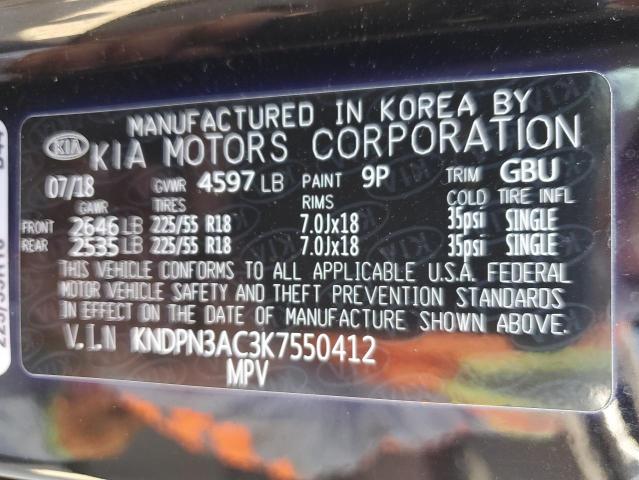 MANUFACTURED IN KOREA BY
KIA KIA MOTORS CORPORATION
07/18 GVWR 4597 LB PAINT 9P TRIM GBU
GAWR TIRES RIMS COLD TIRE INFL
FRONT 2646 LB 225/55 R18 7.0Jx18 35psi SINGLE
REAR 2535 LB 225/55 R18 7.0Jx18 35psi SINGLE
THIS VEHICLE CONFORMS TO ALL APPLICABLE U.S.A. FEDERAL
MOTOR VEHICLE SAFETY AND THEFT PREVENTION STANDARDS
IN EFFECT ON THE DATE OF MANUFACTURE SHOWN ABOVE.
V.I.N KNDPN3AC3K7550412
MPV